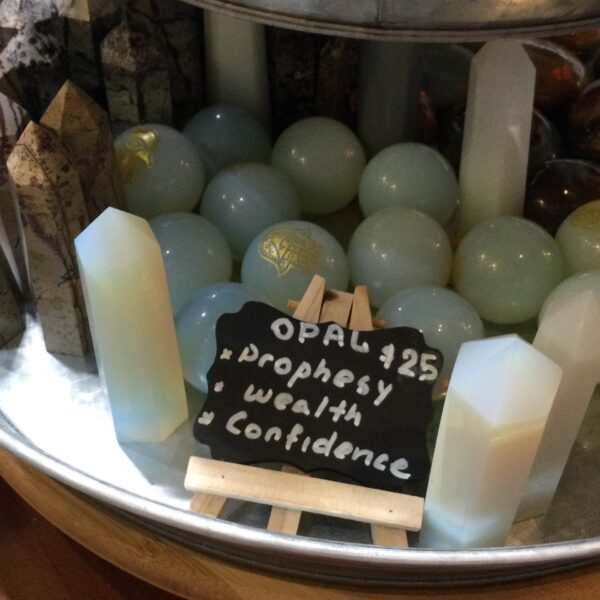 OPAL $25
* Prophesy
* Wealth
* Confidence